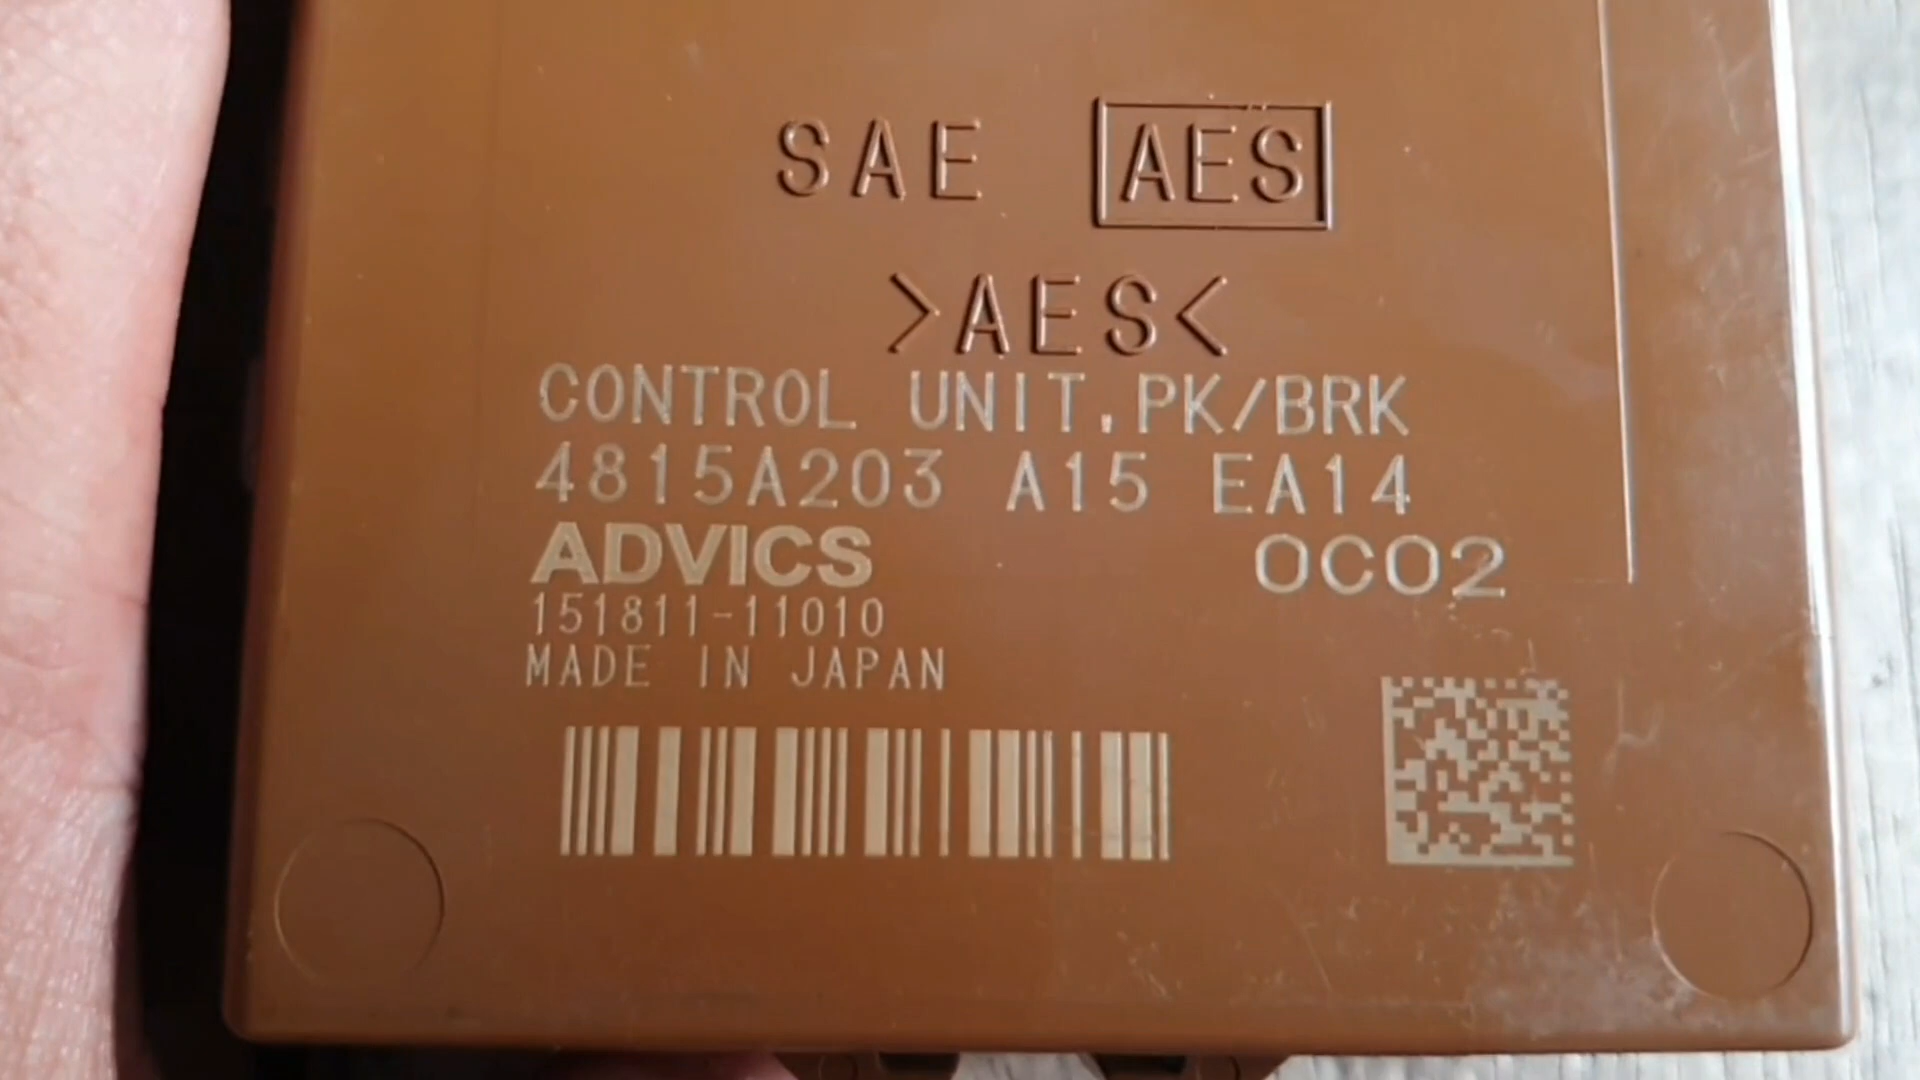 SAE AES
>AES<
CONTROL UNIT,PK/BRK
4815A203 A15 EA14
ADVICS 0C02
151811-11010
MADE IN JAPAN